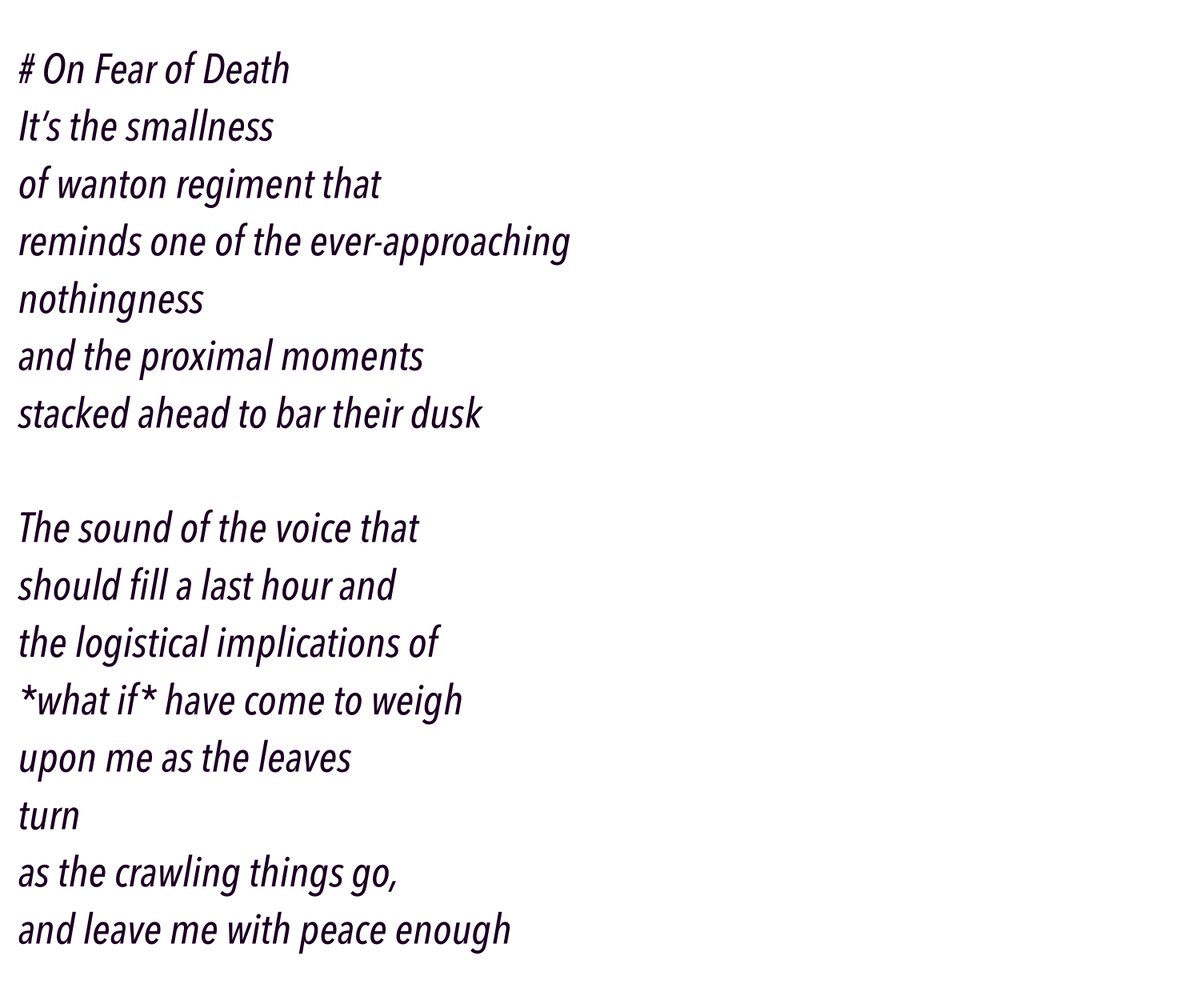 # On Fear of Death
It’s the smallness
of wanton regiment that
reminds one of the ever-approaching
nothingness
and the proximal moments
stacked ahead to bar their dusk
The sound of the voice that
should fill a last hour and
the logistical implications of
*what if* have come to weigh
upon me as the leaves
turn
as the crawling things go,
and leave me with peace enough